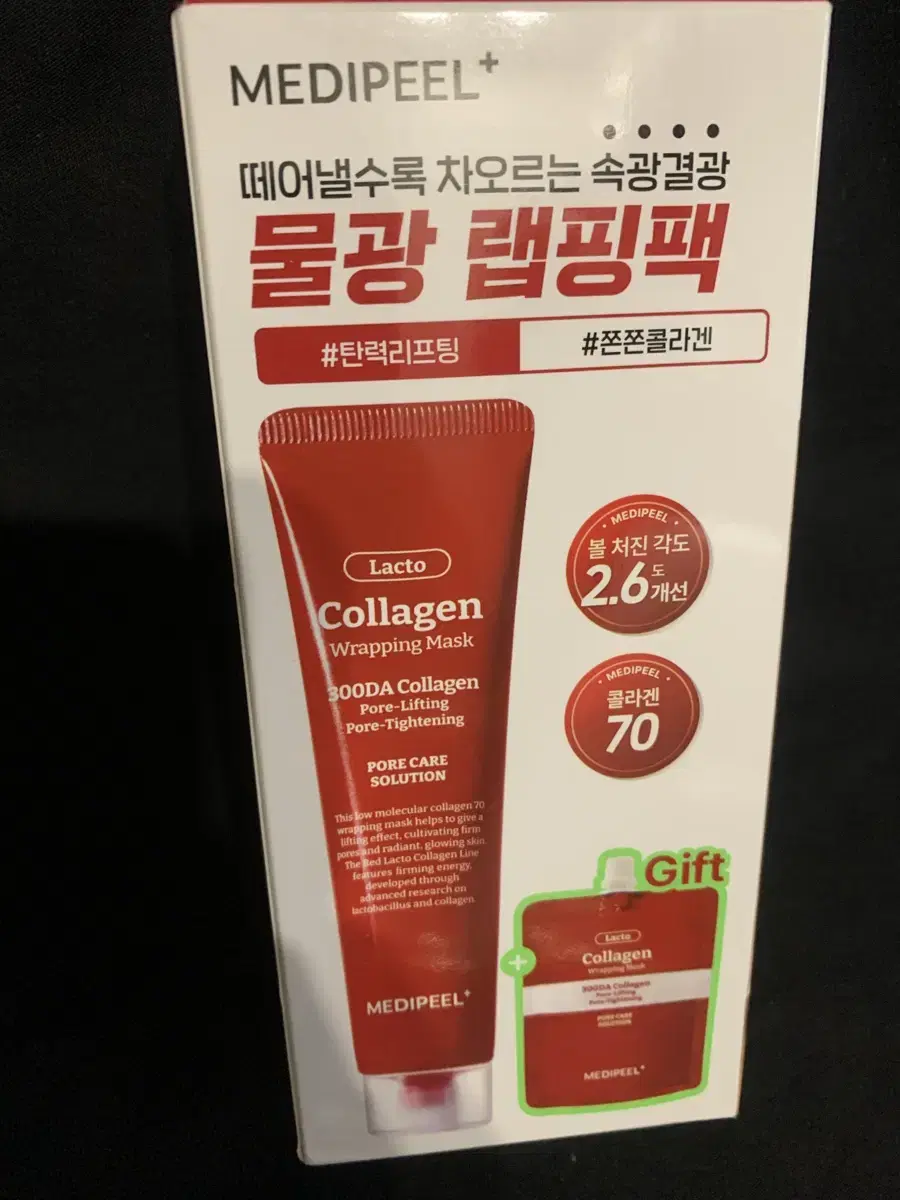 MEDIPEEL+
떼어낼수록 차오르는 속광결광
물광 랩핑팩
#탄력리프팅
#쫀쫀콜라겐
Lacto
Collagen
Wrapping Mask
300DA Collagen
Pore-Lifting
Pore-Tightening
PORE CARE
SOLUTION
This low molecular collagen 70
wrapping mask helps to give a
lifting effect, cultivating firm
pores and radiant, glowing skin.
The Red Lacto Collagen Line
features firming energy,
developed through
advanced research on
lactobacillus and collagen.
MEDIPEEL+
MEDIPEEL
볼 처진 각도
2.6도
개선
MEDIPEEL
콜라겐
70
Gift
+
Lacto
Collagen
Wrapping Mask
300DA Collagen
Pore-Lifting
Pore-Tightening
PORE CARE
SOLUTION
MEDIPEEL+